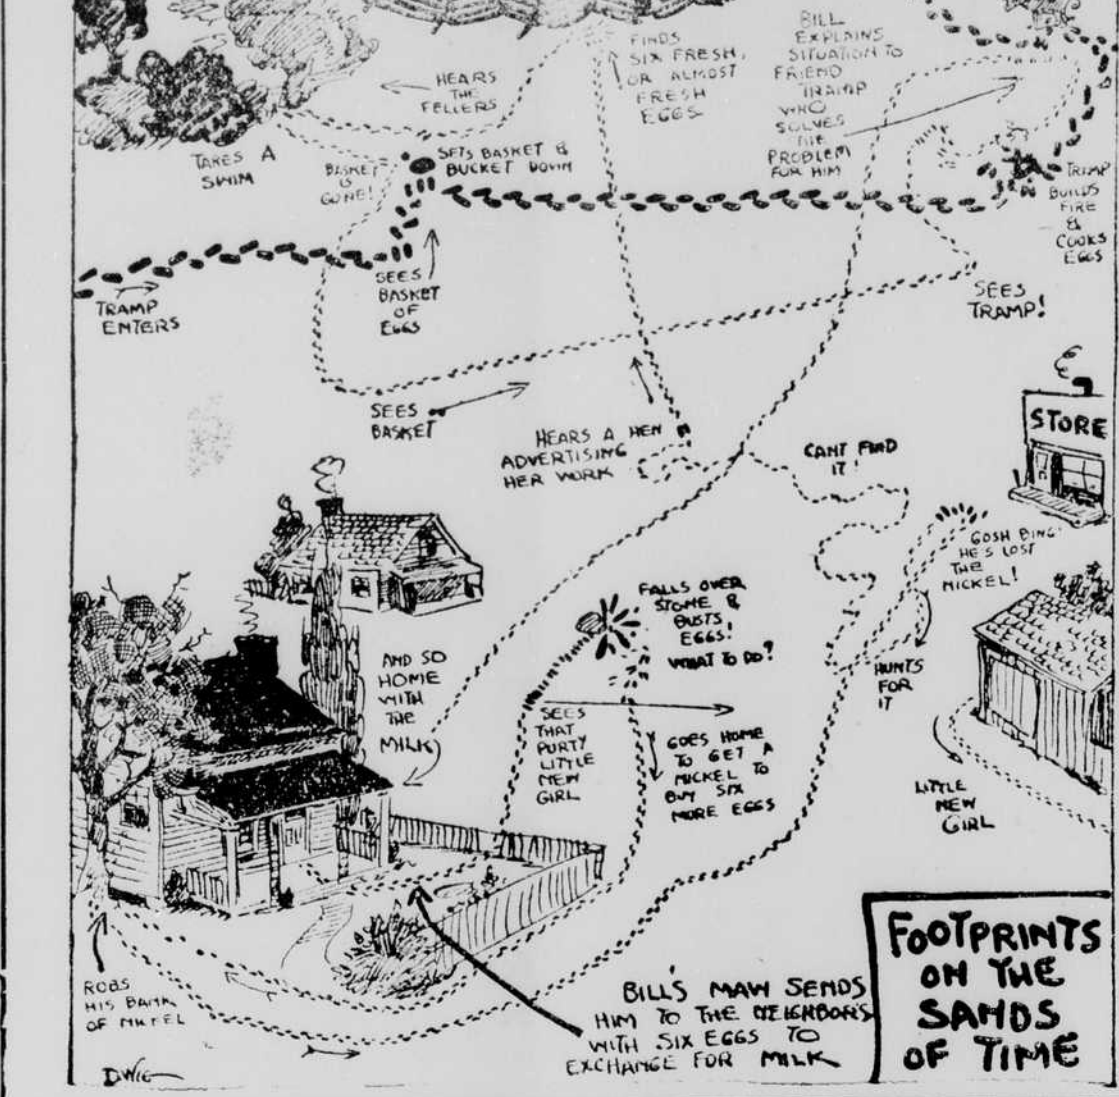 FINDS
SIX FRESH,
OR ALMOST
FRESH
EGGS
BILL
EXPLAINS
SITUATION TO
FRIEND
TRAMP
WHO
SOLVES
THE
PROBLEM
FOR HIM
HEARS
THE
FELLERS
TAKES A
SWIM
BASKET
IS
GONE!
SETS BASKET &
BUCKET DOWN
TRAMP
BUILDS
FIRE
&
COOKS
EGGS
TRAMP
ENTERS
SEES
BASKET
OF
EGGS
SEES
TRAMP!
SEES
BASKET
HEARS A HEN
ADVERTISING
HER WORK
CANT FIND
IT!
STORE
GOSH BING!
HE'S LOST
THE
NICKEL!
HUNTS
FOR
IT
FALLS OVER
STONE &
BUSTS
EGGS!
WHAT TO DO?
AND SO
HOME
WITH
THE
MILK
SEES
THAT
PURTY
LITTLE
NEW
GIRL
GOES HOME
TO GET A
NICKEL TO
BUY SIX
MORE EGGS
LITTLE
NEW
GIRL
ROBS
HIS BANK
OF NICKEL
BILL'S MAW SENDS
HIM TO THE NEIGHBORS
WITH SIX EGGS TO
EXCHANGE FOR MILK
FOOTPRINTS
ON THE
SANDS
OF TIME
DWIG